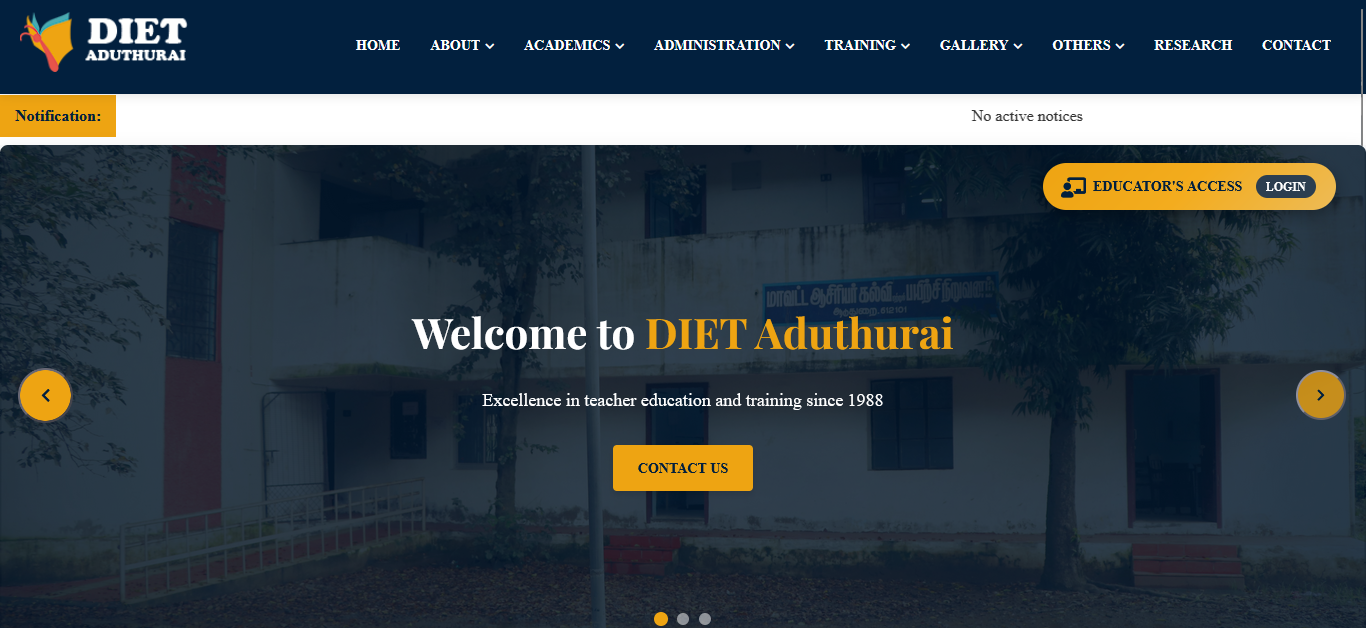 DIET
ADUTHURAI
HOME
ABOUT
ACADEMICS
ADMINISTRATION
TRAINING
GALLERY
OTHERS
RESEARCH
CONTACT
Notification:
No active notices
EDUCATOR'S ACCESS LOGIN
மாவட்ட ஆசிரியர் கல்வி பயிற்சி நிறுவனம்
ஆடுதுறை 612101
Welcome to DIET Aduthurai
Excellence in teacher education and training since 1988
CONTACT US